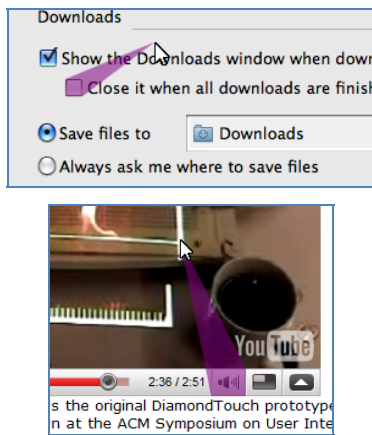 Downloads
Show the Downloads window when down
Close it when all downloads are finish
Save files to
Downloads
Always ask me where to save files
You Tube
2:36 / 2:51
s the original DiamondTouch prototype
n at the ACM Symposium on User Inte